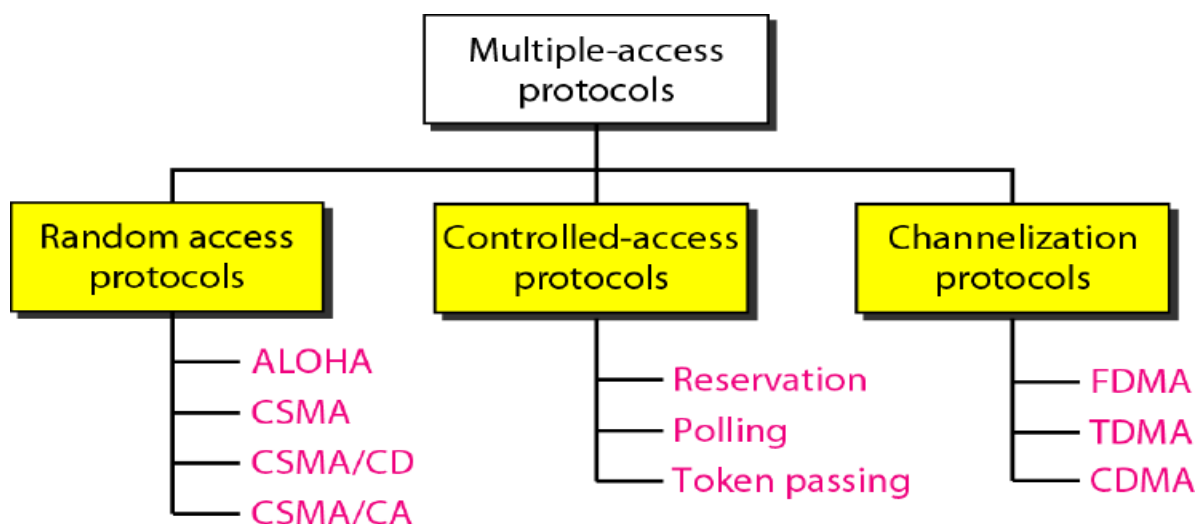 Multiple-access
protocols
Random access
protocols
Controlled-access
protocols
Channelization
protocols
ALOHA
CSMA
CSMA/CD
CSMA/CA
Reservation
Polling
Token passing
FDMA
TDMA
CDMA